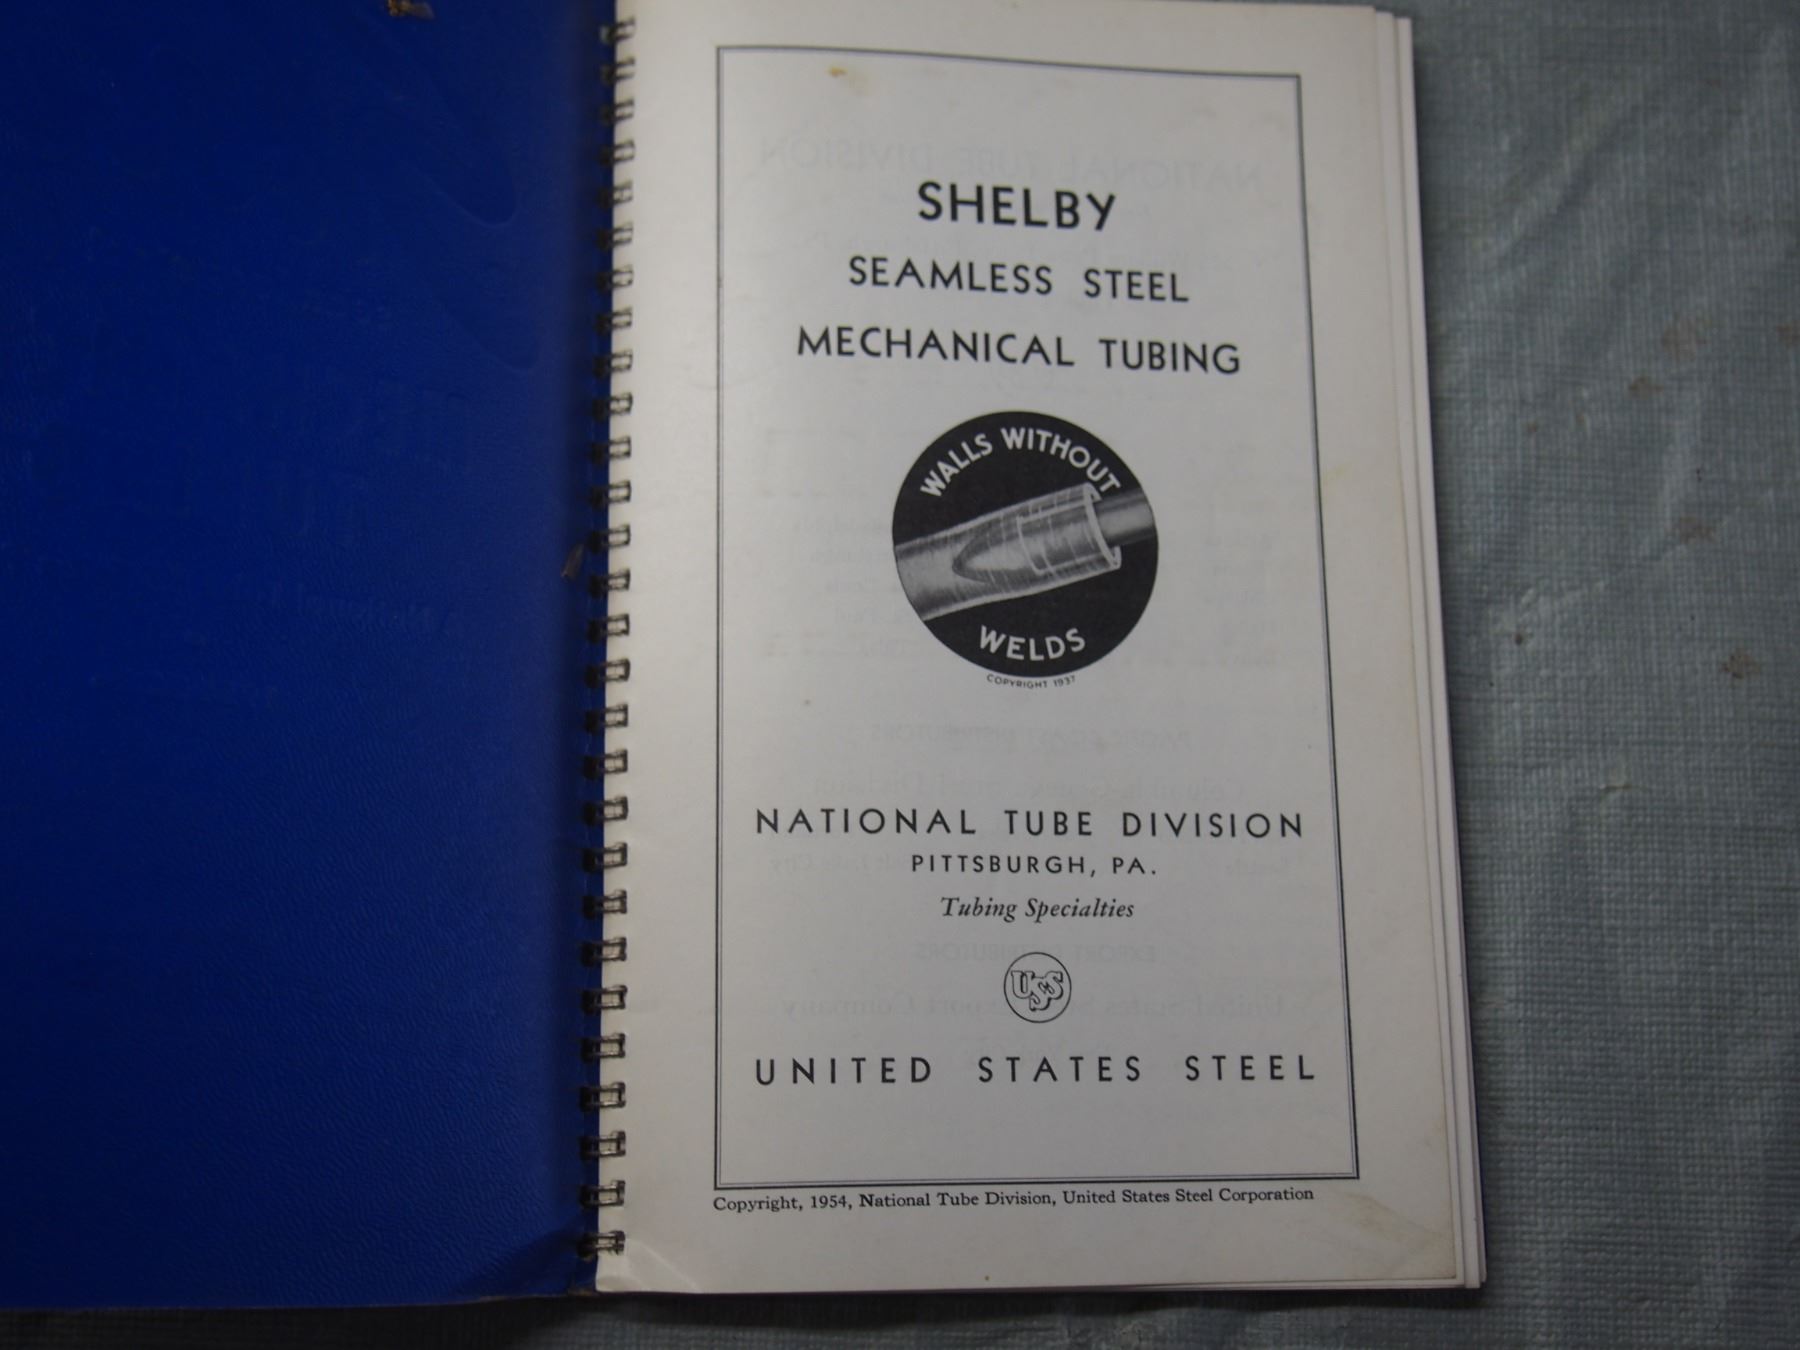 SHELBY
SEAMLESS STEEL
MECHANICAL TUBING
WALLS WITHOUT
WELDS
COPYRIGHT 1937
NATIONAL TUBE DIVISION
PITTSBURGH, PA.
Tubing Specialties
USS
UNITED STATES STEEL
Copyright, 1954, National Tube Division, United States Steel Corporation